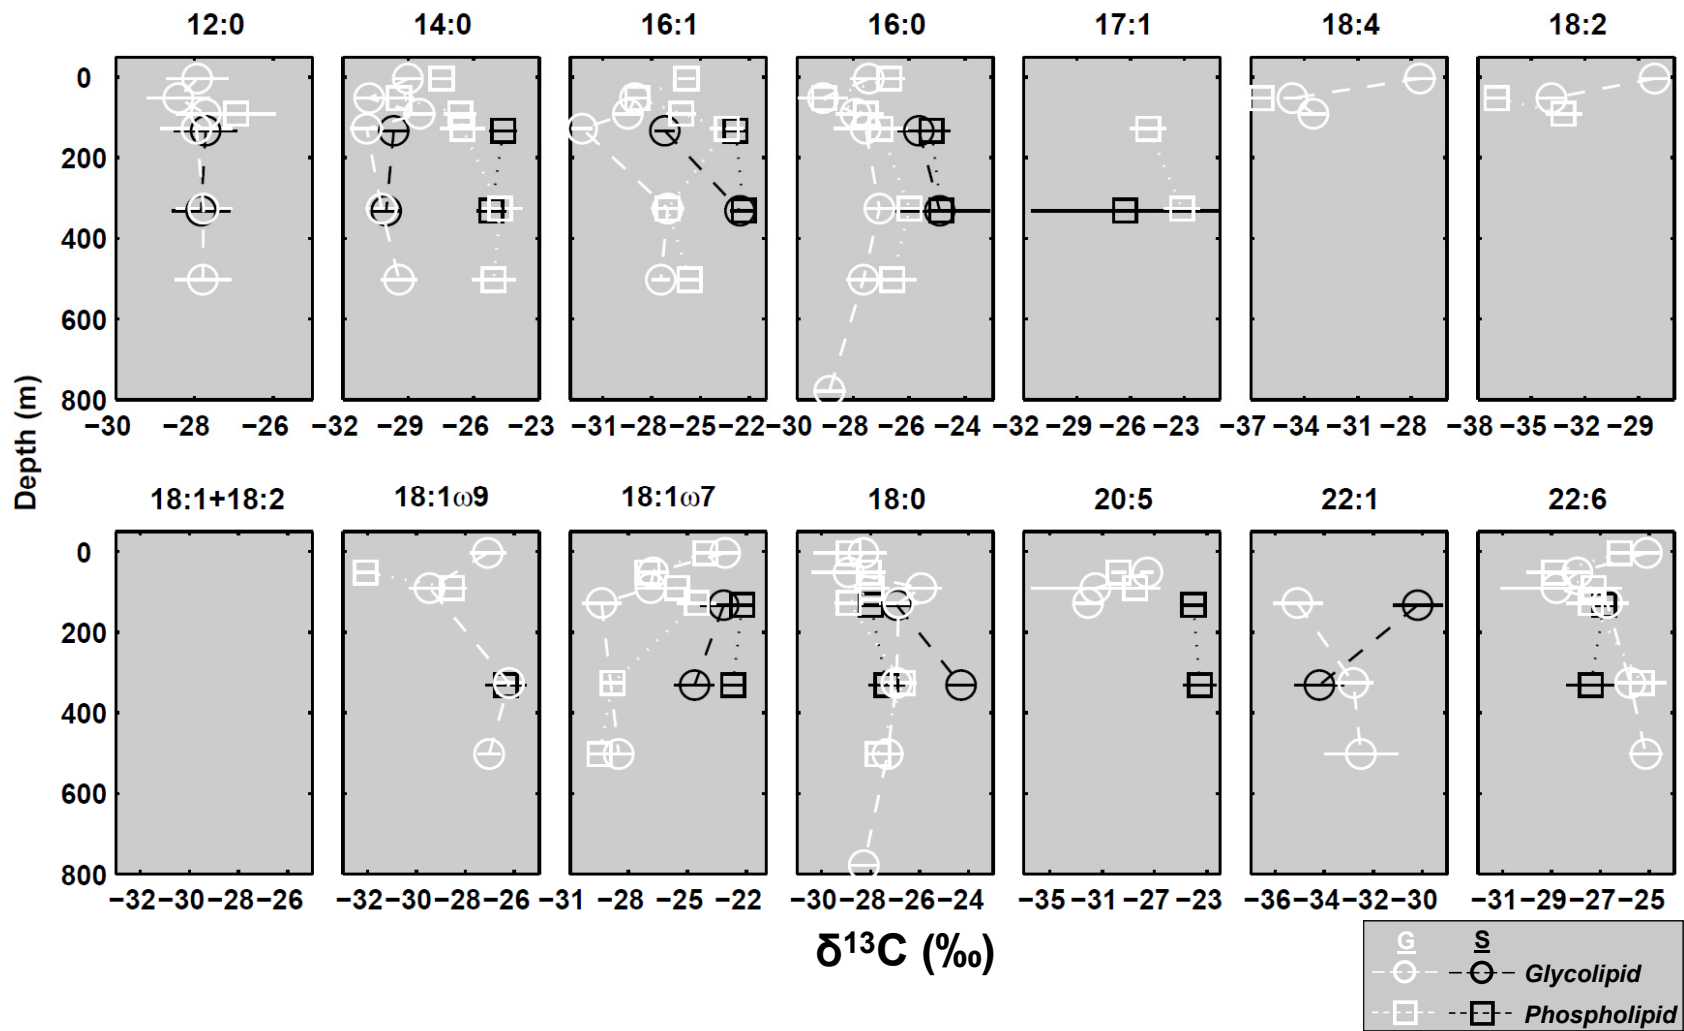 12:0 14:0 16:1 16:0 17:1 18:4 18:2
0
200
400
600
800
−30 −28 −26 −32 −29 −26 −23 −31 −28 −25 −22 −30 −28 −26 −24 −32 −29 −26 −23 −37 −34 −31 −28 −38 −35 −32 −29
Depth (m)
18:1+18:2 18:1ω9 18:1ω7 18:0 20:5 22:1 22:6
0
200
400
600
800
−32 −30 −28 −26 −32 −30 −28 −26 −31 −28 −25 −22 −30 −28 −26 −24 −35 −31 −27 −23 −36 −34 −32 −30 −31 −29 −27 −25
δ¹³C (‰)
G S
Glycolipid
Phospholipid